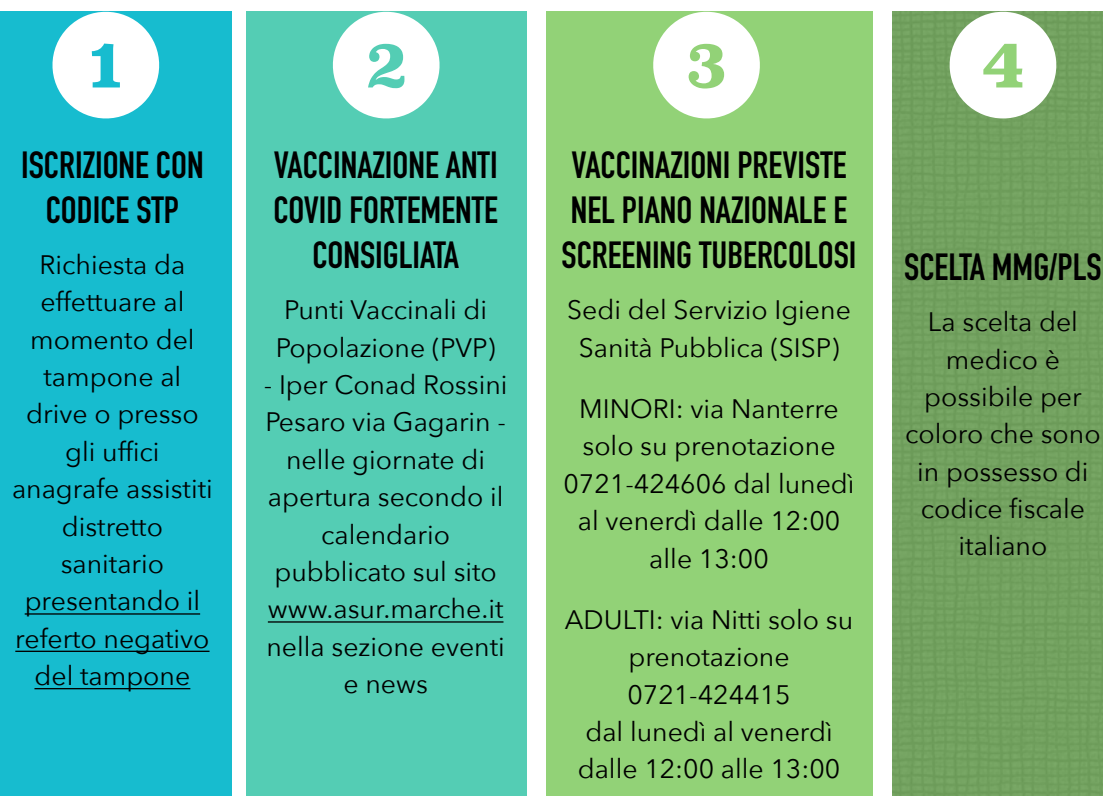 1
ISCRIZIONE CON
CODICE STP
Richiesta da
effettuare al
momento del
tampone al
drive o presso
gli uffici
anagrafe assistiti
distretto
sanitario
presentando il
referto negativo
del tampone
2
VACCINAZIONE ANTI
COVID FORTEMENTE
CONSIGLIATA
Punti Vaccinali di
Popolazione (PVP)
- Iper Conad Rossini
Pesaro via Gagarin -
nelle giornate di
apertura secondo il
calendario
pubblicato sul sito
www.asur.marche.it
nella sezione eventi
e news
3
VACCINAZIONI PREVISTE
NEL PIANO NAZIONALE E
SCREENING TUBERCOLOSI
Sedi del Servizio Igiene
Sanità Pubblica (SISP)
MINORI: via Nanterre
solo su prenotazione
0721-424606 dal lunedì
al venerdì dalle 12:00
alle 13:00
ADULTI: via Nitti solo su
prenotazione
0721-424415
dal lunedì al venerdì
dalle 12:00 alle 13:00
4
SCELTA MMG/PLS
La scelta del
medico è
possibile per
coloro che sono
in possesso di
codice fiscale
italiano